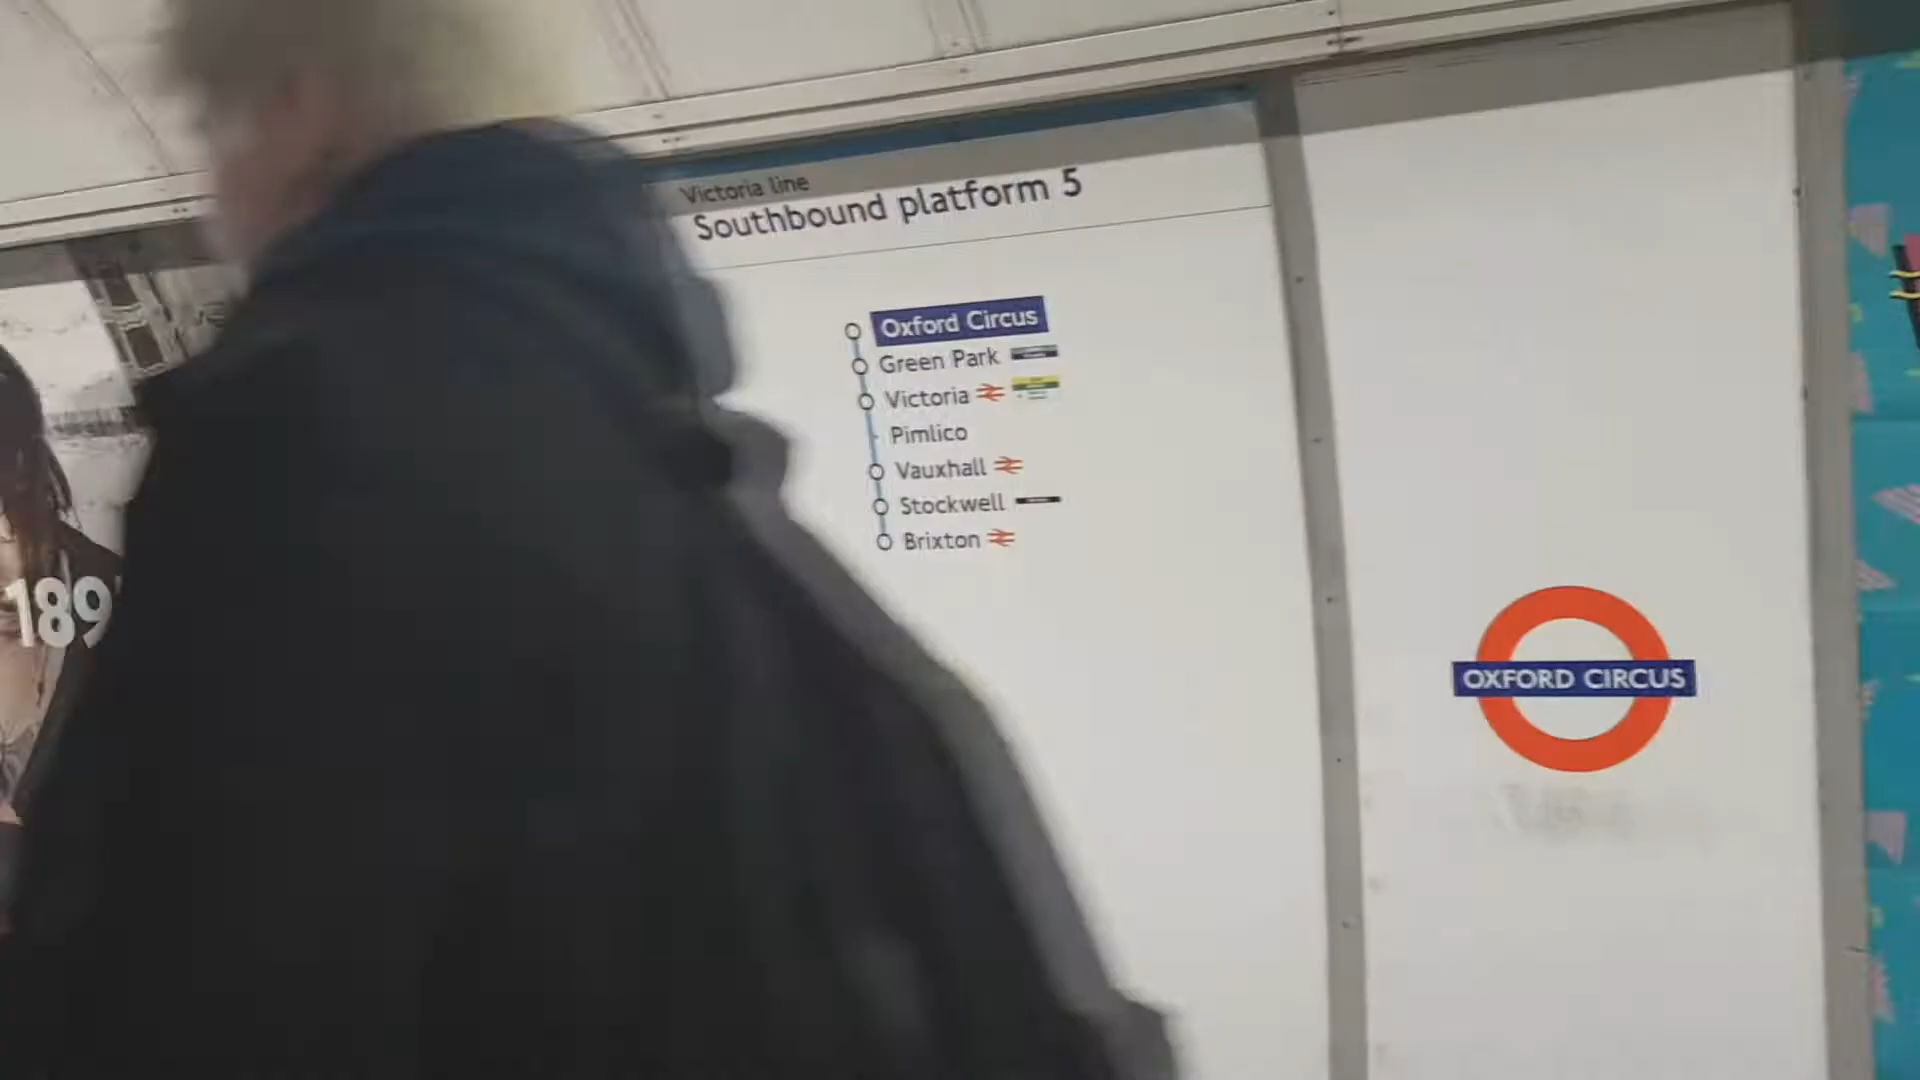 Victoria line
Southbound platform 5
Oxford Circus
Green Park
Victoria
Pimlico
Vauxhall
Stockwell
Brixton
OXFORD CIRCUS
189